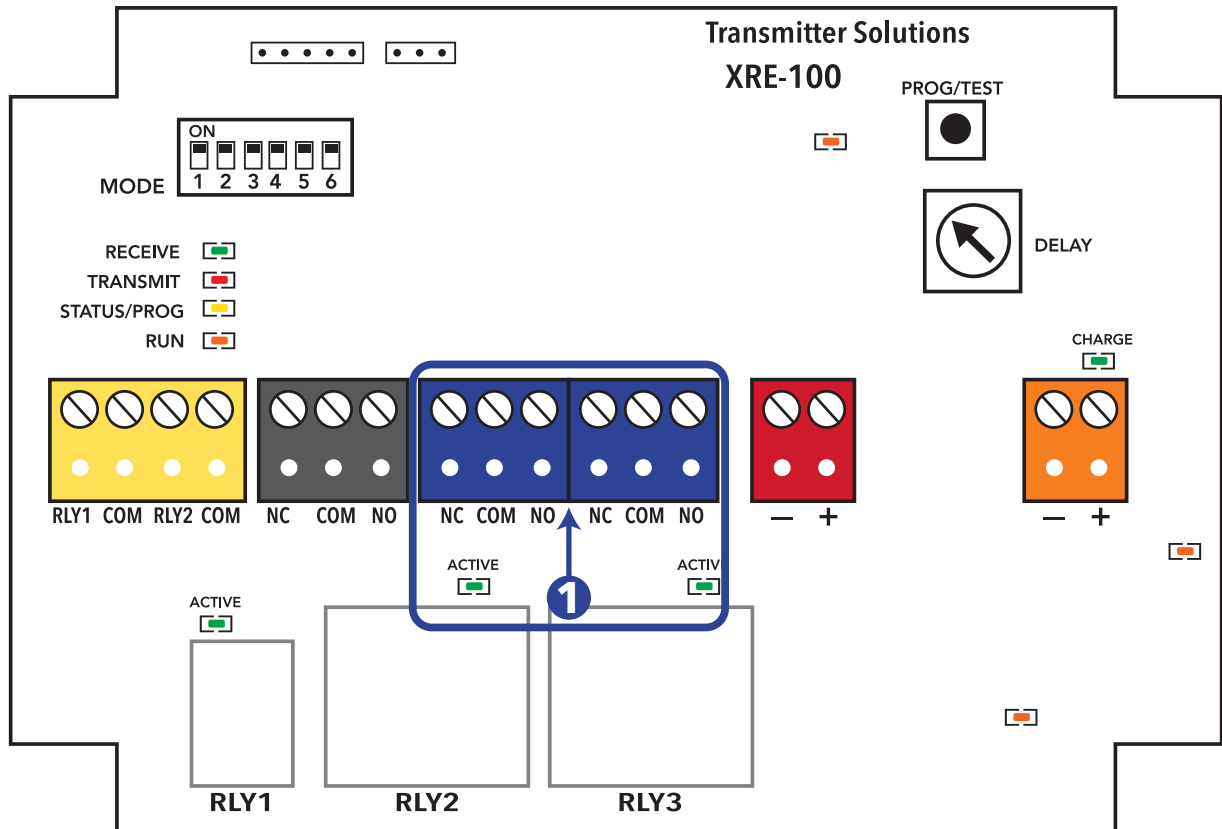 Transmitter Solutions
XRE-100
PROG/TEST
ON
1 2 3 4 5 6
MODE
DELAY
RECEIVE
TRANSMIT
STATUS/PROG
RUN
CHARGE
RLY1 COM RLY2 COM
NC COM NO
NC COM NO
NC COM NO
— +
— +
ACTIVE
ACTIV
1
ACTIVE
RLY1
RLY2
RLY3